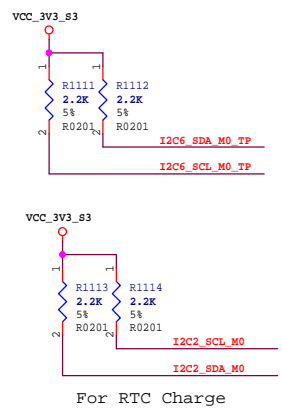 VCC_3V3_S3
1 1
R1111 R1112
2.2K 2.2K
5% 5%
R0201 R0201
2 2
I2C6_SDA_M0_TP
I2C6_SCL_M0_TP
VCC_3V3_S3
1 1
R1113 R1114
2.2K 2.2K
5% 5%
R0201 R0201
2 2
I2C2_SCL_M0
I2C2_SDA_M0
For RTC Charge